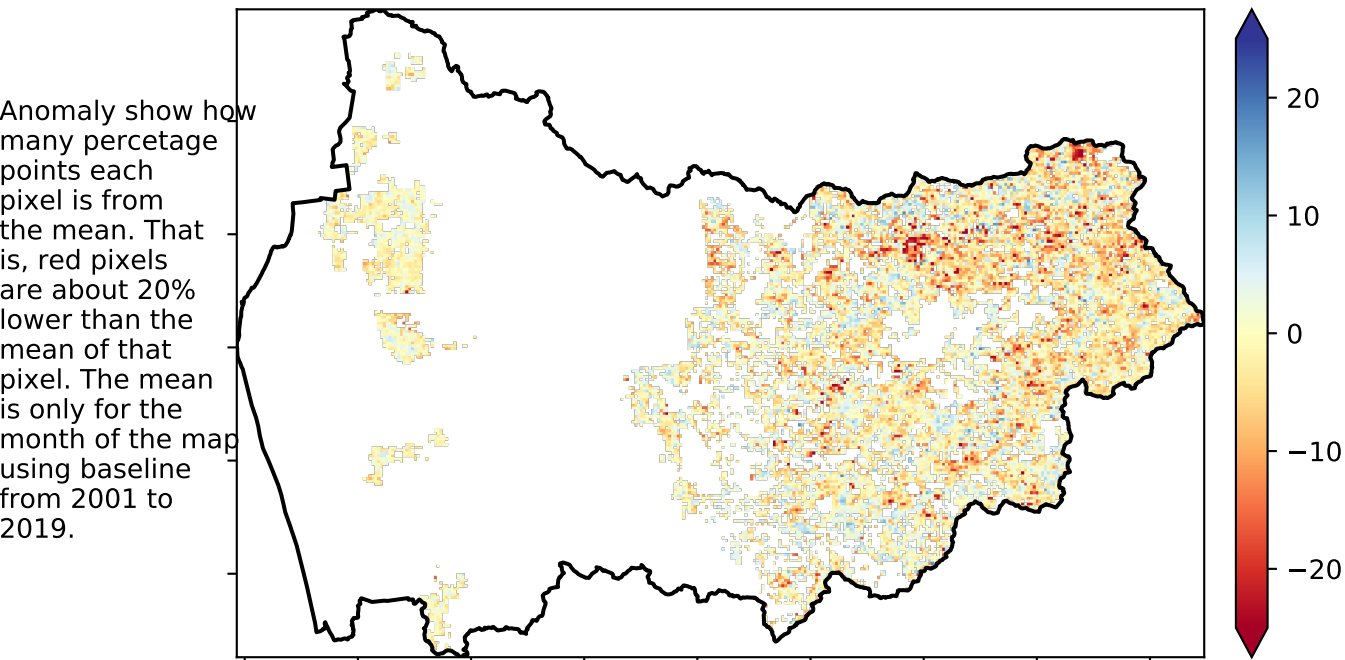 Anomaly show how
many percetage
points each
pixel is from
the mean. That
is, red pixels
are about 20%
lower than the
mean of that
pixel. The mean
is only for the
month of the map
using baseline
from 2001 to
2019.
20
10
0
−10
−20